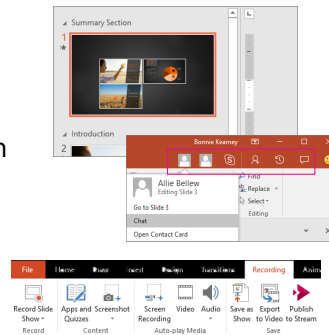 Summary Section
1
Introduction
2
n
Bonnie Kearney
Allie Bellew
Editing Slide 3
Go to Slide 3
Chat
Open Contact Card
Find
Replace
Select
Editing
File Home Draw Design Transitions Recording Anim
Record Slide Show
Apps and Quizzes
Screenshot
Screen Recording
Video
Audio
Save as Show
Export to Video
Publish to Stream
Record
Content
Auto-play Media
Save